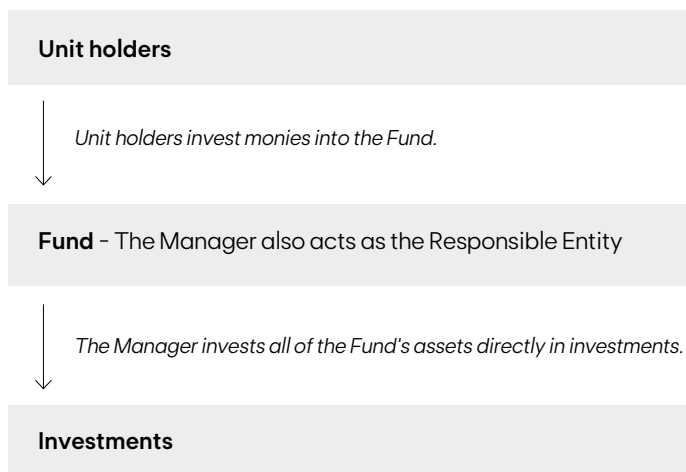 Unit holders
Unit holders invest monies into the Fund.
Fund - The Manager also acts as the Responsible Entity
The Manager invests all of the Fund's assets directly in investments.
Investments